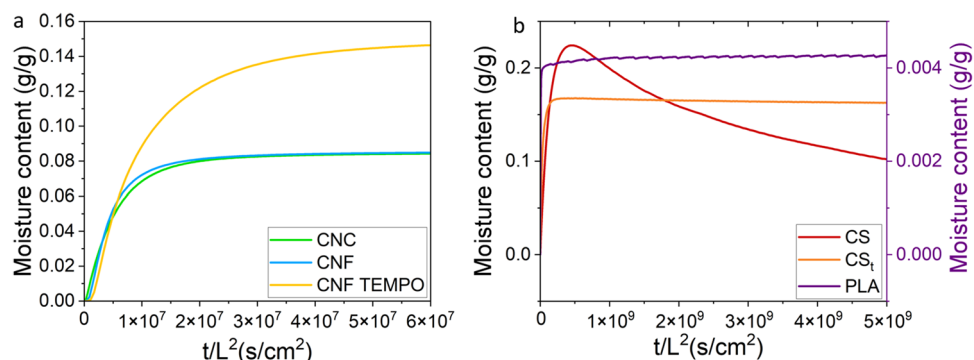 a
Moisture content (g/g)
0.16
0.14
0.12
0.10
0.08
0.06
0.04
0.02
0.00
CNC
CNF
CNF TEMPO
0 1×10⁷ 2×10⁷ 3×10⁷ 4×10⁷ 5×10⁷ 6×10⁷
t/L²(s/cm²)
b
Moisture content (g/g)
0.2
0.1
0.0
CS
CSₜ
PLA
0 1×10⁹ 2×10⁹ 3×10⁹ 4×10⁹ 5×10⁹
t/L²(s/cm²)
0.004
0.002
0.000
Moisture content (g/g)